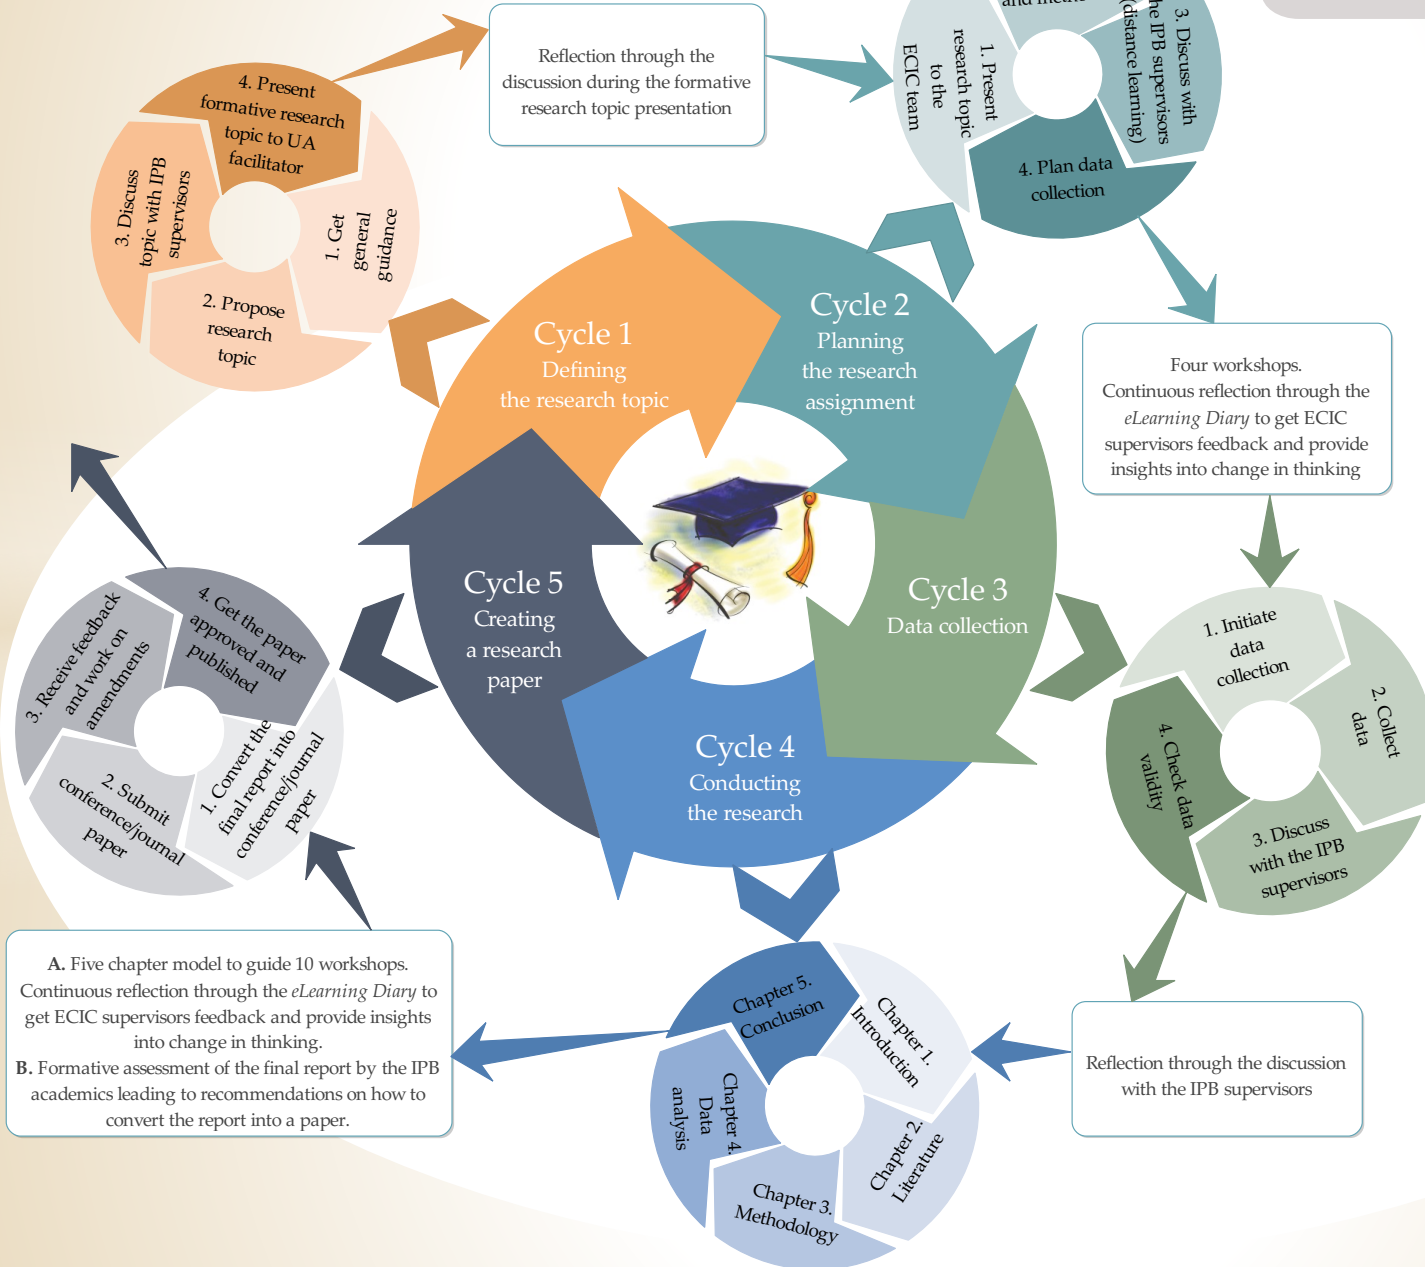 Reflection through the
discussion during the formative
research topic presentation
4. Present
formative research
topic to UA
facilitator
1. Get
general
guidance
2. Propose
research
topic
3. Discuss
topic with IPB
supervisors
1. Present
research topic
to the
ECIC team
3. Discuss with
the IPB supervisors
(distance learning)
4. Plan data
collection
Cycle 1
Defining
the research topic
Cycle 2
Planning
the research
assignment
Four workshops.
Continuous reflection through the
eLearning Diary to get ECIC
supervisors feedback and provide
insights into change in thinking
Cycle 3
Data collection
Cycle 4
Conducting
the research
Cycle 5
Creating
a research
paper
1. Initiate
data
collection
2. Collect
data
3. Discuss
with the IPB
supervisors
4. Check data
validity
4. Get the paper
approved and
published
3. Receive feedback
and work on
amendments
2. Submit
conference/journal
paper
1. Convert the
final report into
conference/journal
paper
A. Five chapter model to guide 10 workshops.
Continuous reflection through the eLearning Diary to
get ECIC supervisors feedback and provide insights
into change in thinking.
B. Formative assessment of the final report by the IPB
academics leading to recommendations on how to
convert the report into a paper.
Chapter 5.
Conclusion
Chapter 1.
Introduction
Chapter 2.
Literature
Chapter 3.
Methodology
Chapter 4.
Data
analysis
Reflection through the discussion
with the IPB supervisors